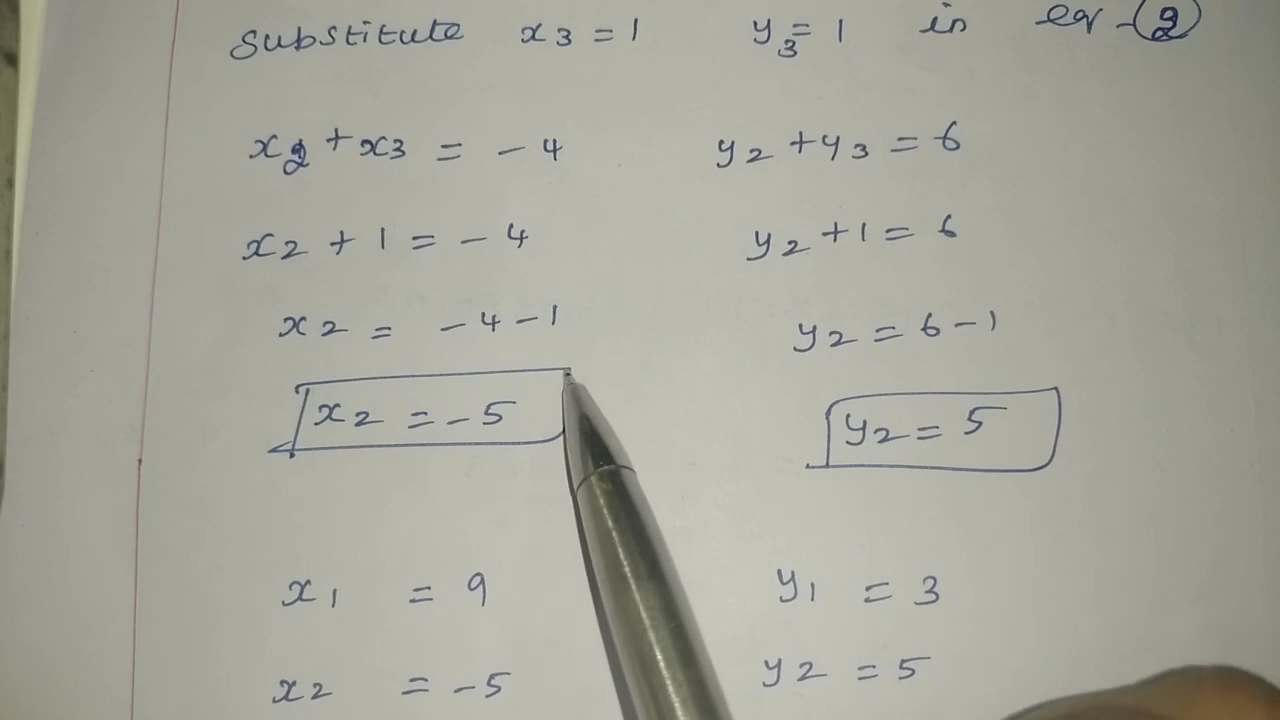 substitute x3 = 1 y3 = 1 in eq - (2)
x2 + x3 = - 4 y2 + y3 = 6
x2 + 1 = - 4 y2 + 1 = 6
x2 = - 4 - 1 y2 = 6 - 1
x2 = - 5 y2 = 5
x1 = 9 y1 = 3
x2 = - 5 y2 = 5